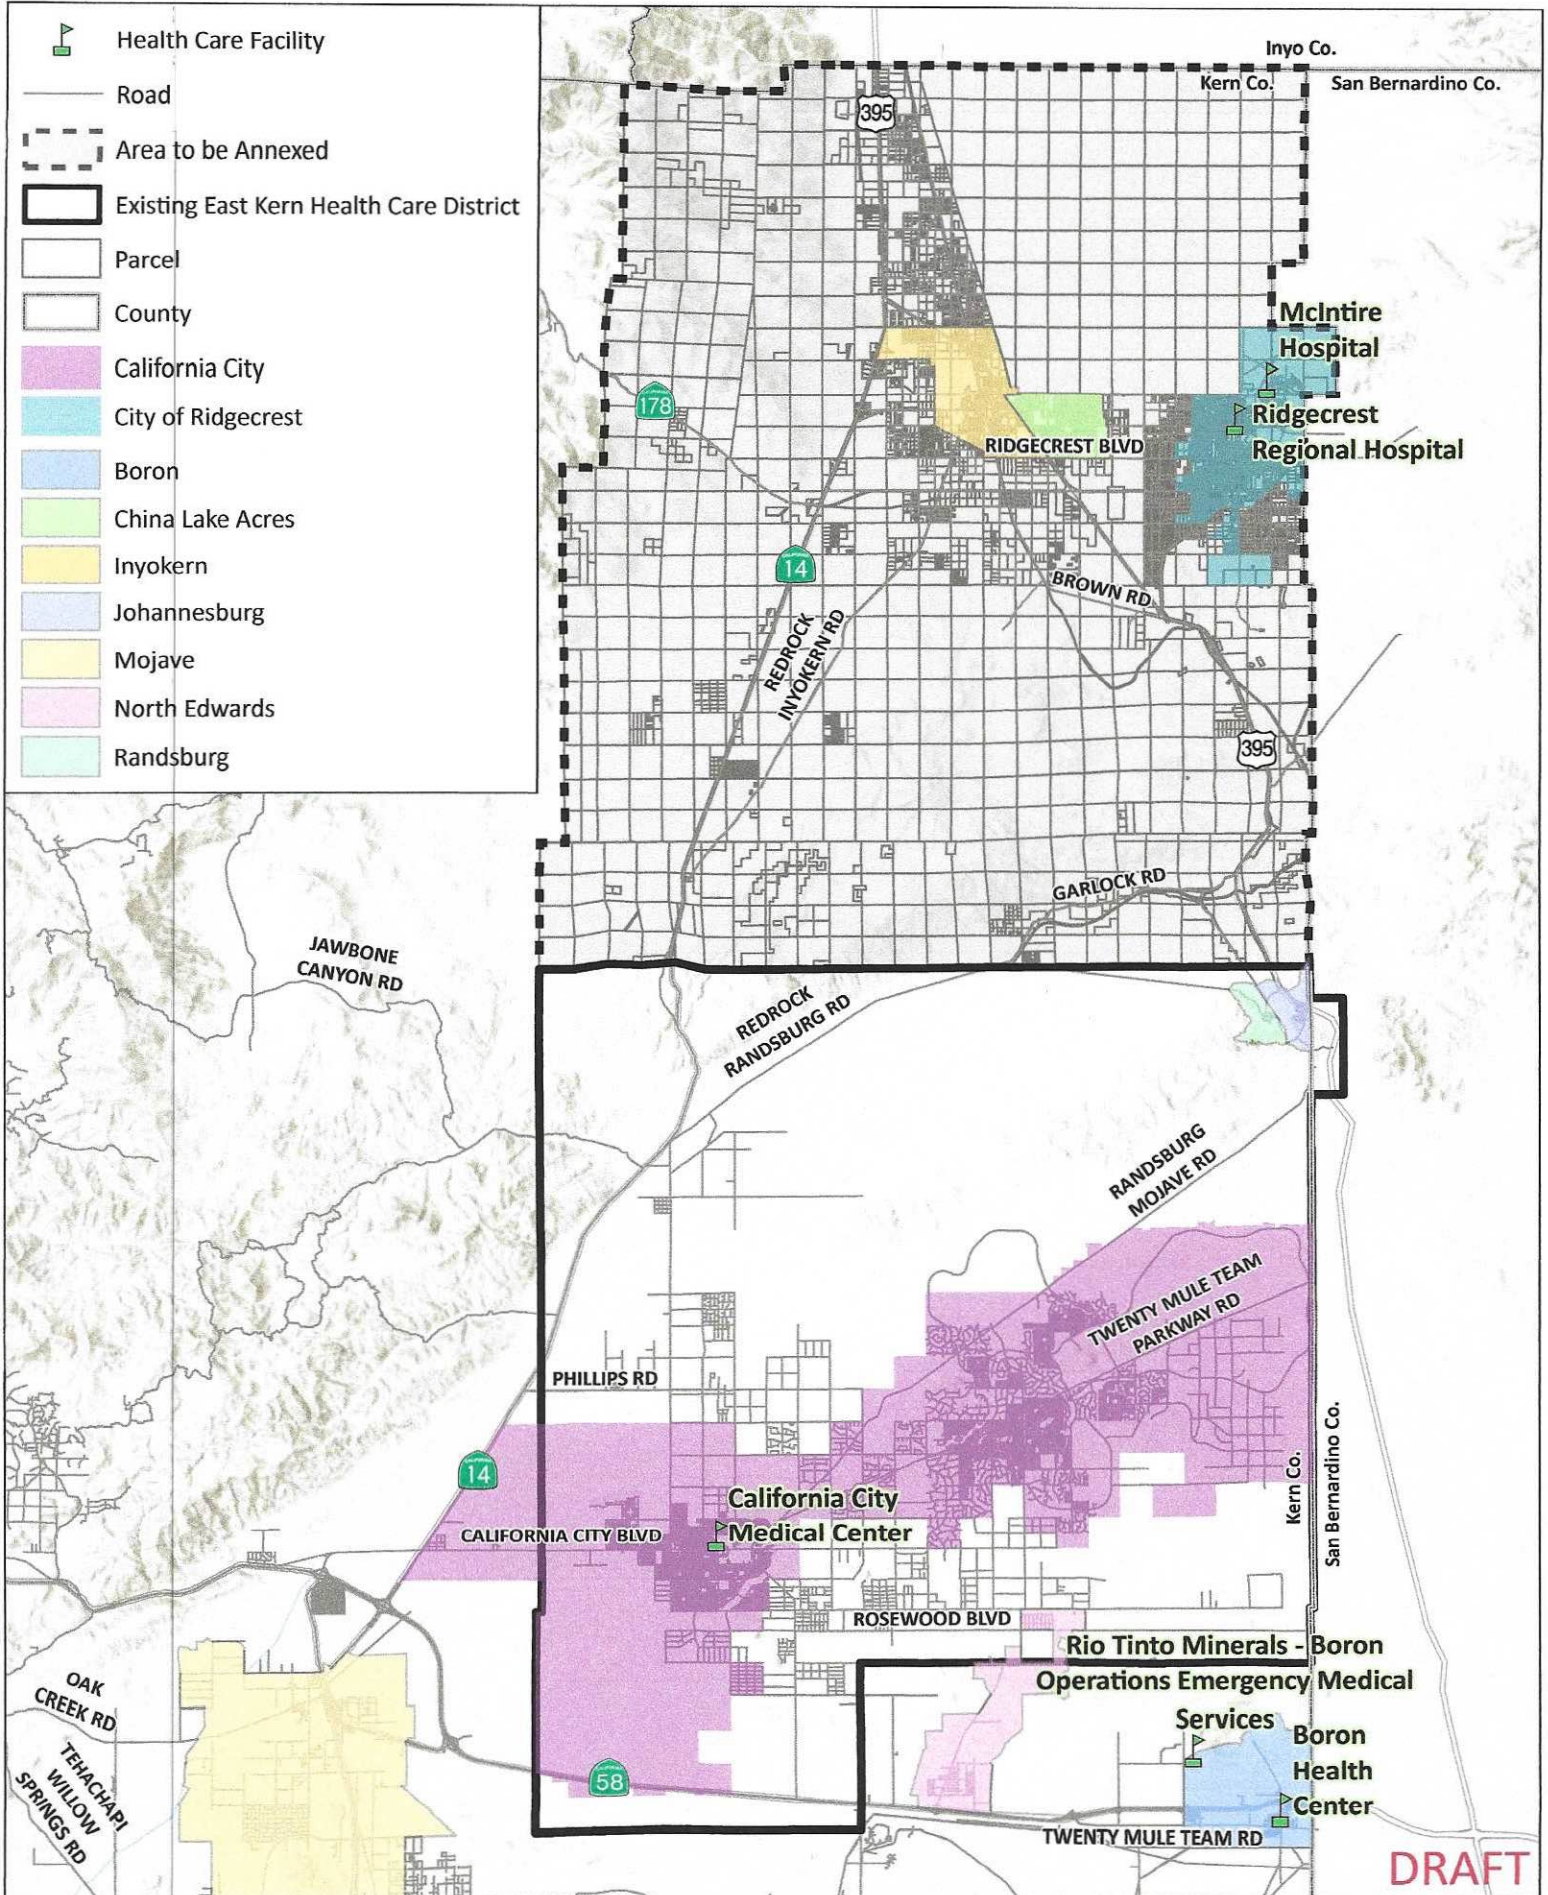 Health Care Facility
Road
Area to be Annexed
Existing East Kern Health Care District
Parcel
County
California City
City of Ridgecrest
Boron
China Lake Acres
Inyokern
Johannesburg
Mojave
North Edwards
Randsburg
Inyo Co.
Kern Co.
San Bernardino Co.
395
McIntire
Hospital
178
Ridgecrest
Regional Hospital
RIDGECREST BLVD
14
BROWN RD
REDROCK
INYOKERN RD
395
GARLOCK RD
JAWBONE
CANYON RD
REDROCK
RANDSBURG RD
RANDSBURG
MOJAVE RD
TWENTY MULE TEAM
PARKWAY RD
PHILLIPS RD
14
California City
Medical Center
CALIFORNIA CITY BLVD
Kern Co.
San Bernardino Co.
ROSEWOOD BLVD
Rio Tinto Minerals - Boron
Operations Emergency Medical
Services
Boron
Health
Center
OAK
CREEK RD
TEHACHAPI
WILLOW
SPRINGS RD
58
TWENTY MULE TEAM RD
DRAFT